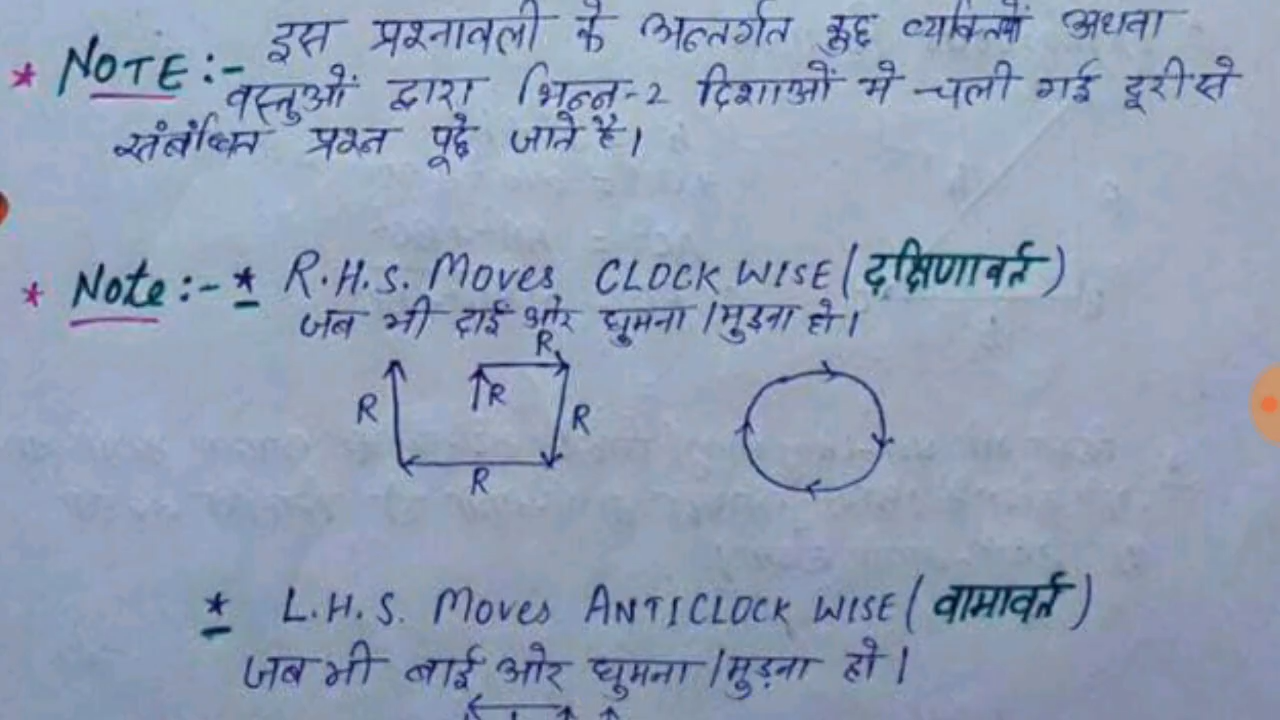 * NOTE:- इस प्रश्नावली के अन्तर्गत कुछ व्यक्तियों अथवा
वस्तुओं द्वारा भिन्न-2 दिशाओं मे चली गई दूरी से
संबंधित प्रश्न पूछे जाते है।
* Note:- * R.H.S. Moves CLOCK WISE (दक्षिणावर्त)
जब भी दाई ओर घुमना / मुड़ना हो।
R
R R R
R
* L.H.S. Moves ANTICLOCK WISE (वामावर्त)
जब भी बाई ओर घुमना / मुड़ना हो।